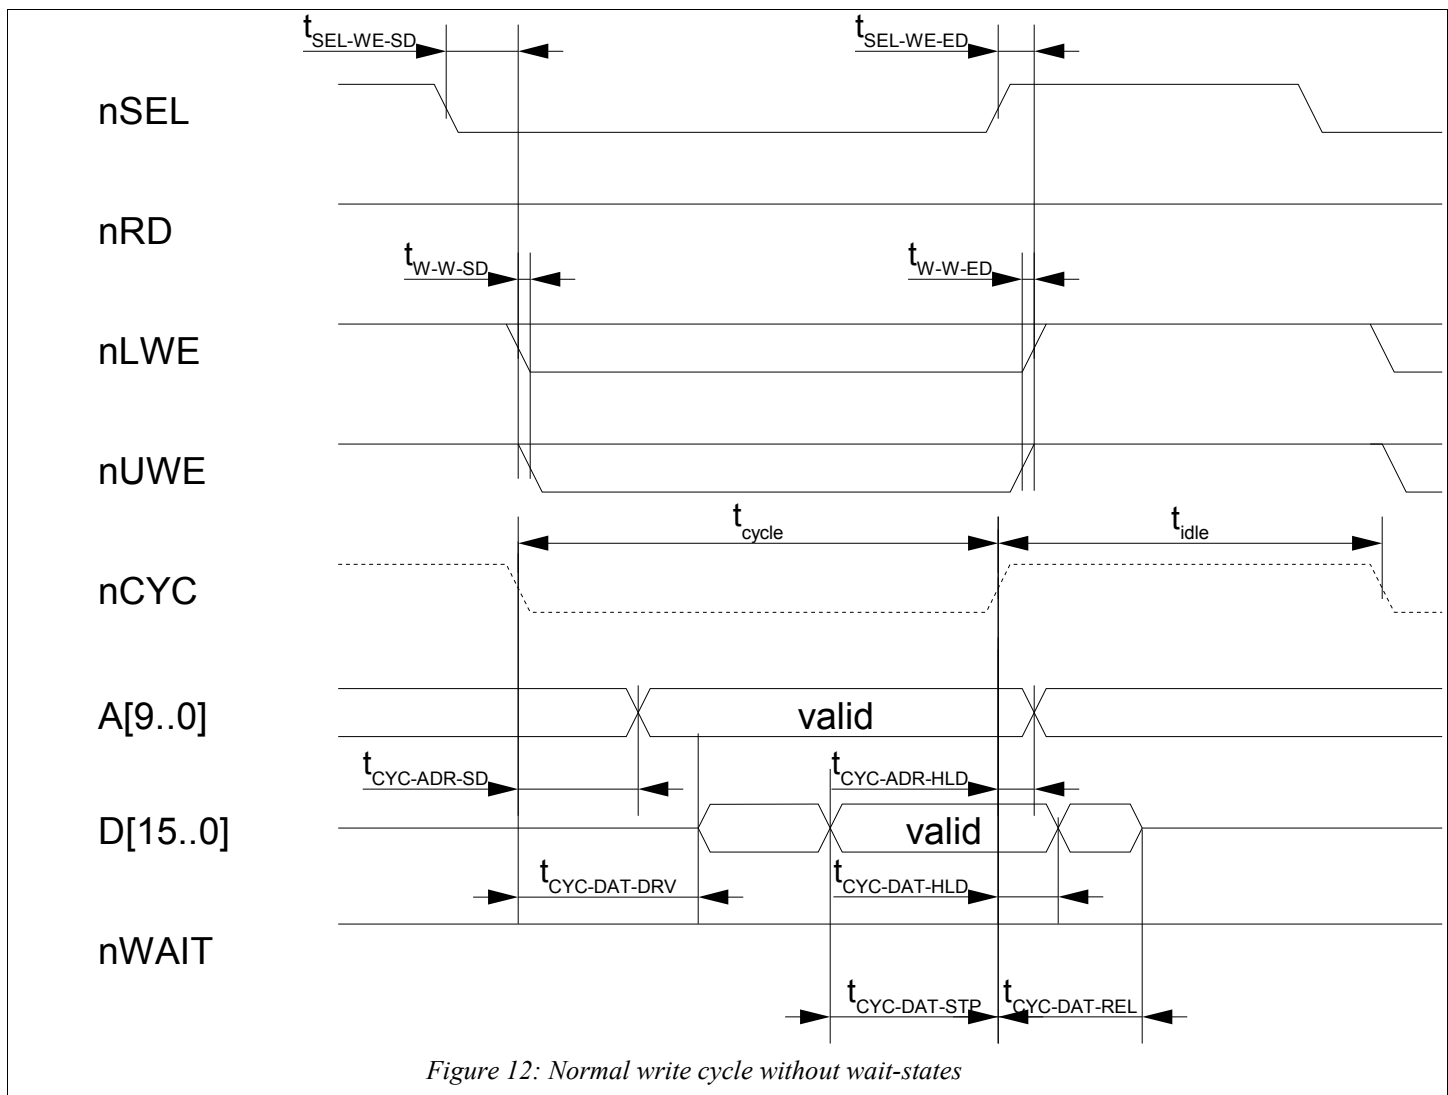 tSEL-WE-SD tSEL-WE-ED
nSEL
nRD
tW-W-SD tW-W-ED
nLWE
nUWE
tcycle tidle
nCYC
A[9..0] valid
tCYC-ADR-SD tCYC-ADR-HLD
D[15..0] valid
tCYC-DAT-DRV tCYC-DAT-HLD
nWAIT
tCYC-DAT-STP tCYC-DAT-REL
Figure 12: Normal write cycle without wait-states